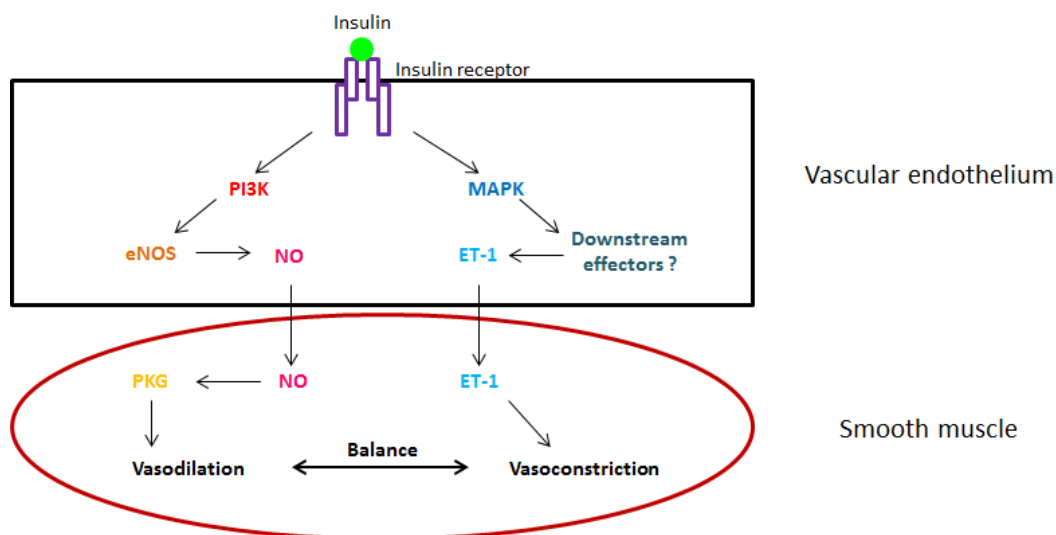 Insulin
Insulin receptor
Vascular endothelium
PI3K
MAPK
eNOS
NO
ET-1
Downstream
effectors ?
PKG
NO
ET-1
Smooth muscle
Balance
Vasodilation
Vasoconstriction